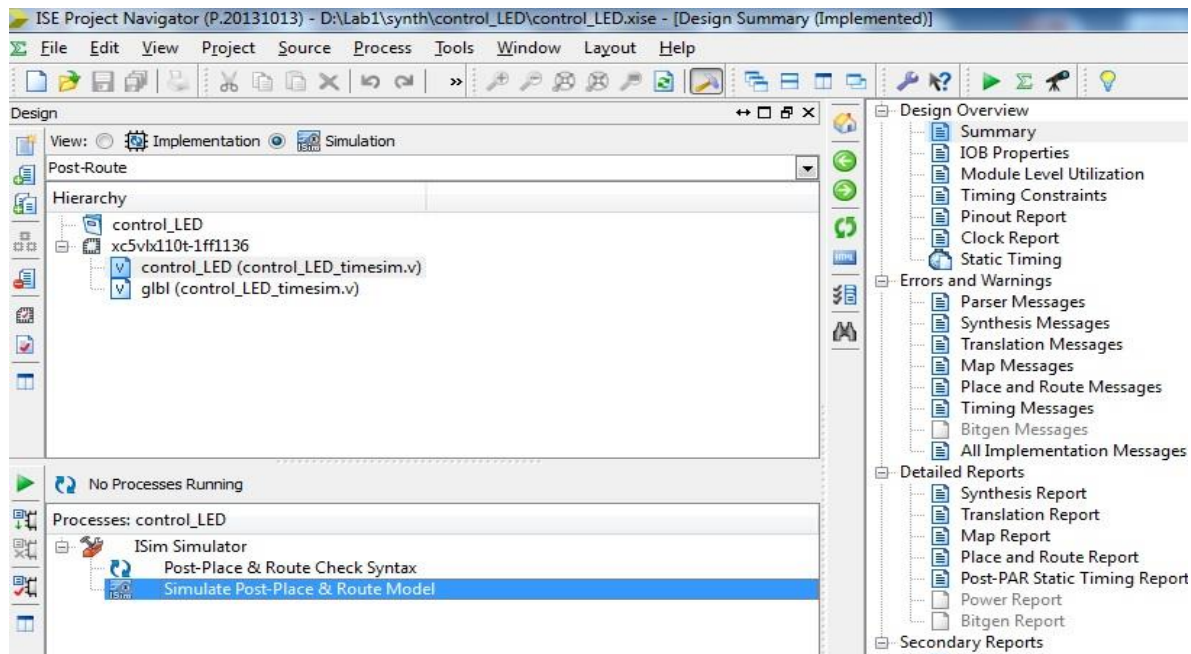 ISE Project Navigator (P.20131013) - D:\Lab1\synth\control_LED\control_LED.xise - [Design Summary (Implemented)]
File Edit View Project Source Process Tools Window Layout Help
Design
View: Implementation Simulation
Post-Route
Hierarchy
control_LED
xc5vlx110t-1ff1136
control_LED (control_LED_timesim.v)
glbl (control_LED_timesim.v)
No Processes Running
Processes: control_LED
ISim Simulator
Post-Place & Route Check Syntax
Simulate Post-Place & Route Model
Design Overview
Summary
IOB Properties
Module Level Utilization
Timing Constraints
Pinout Report
Clock Report
Static Timing
Errors and Warnings
Parser Messages
Synthesis Messages
Translation Messages
Map Messages
Place and Route Messages
Timing Messages
Bitgen Messages
All Implementation Messages
Detailed Reports
Synthesis Report
Translation Report
Map Report
Place and Route Report
Post-PAR Static Timing Report
Power Report
Bitgen Report
Secondary Reports